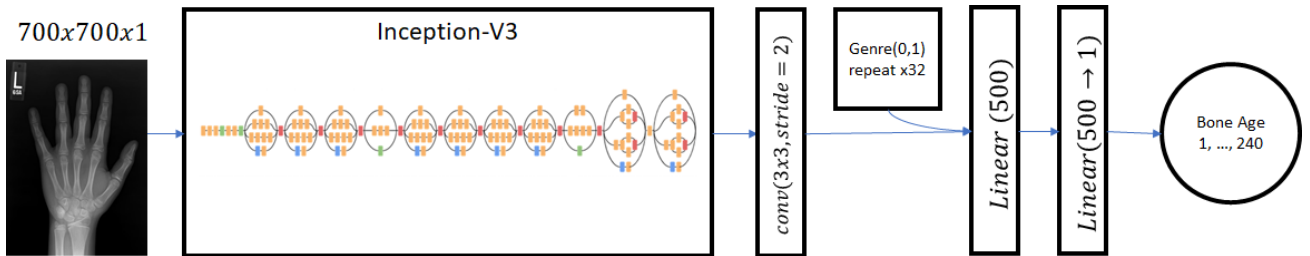 700x700x1
L
Inception-V3
conv(3x3,stride = 2)
Genre(0,1)
repeat x32
Linear (500)
Linear(500 → 1)
Bone Age
1, ..., 240